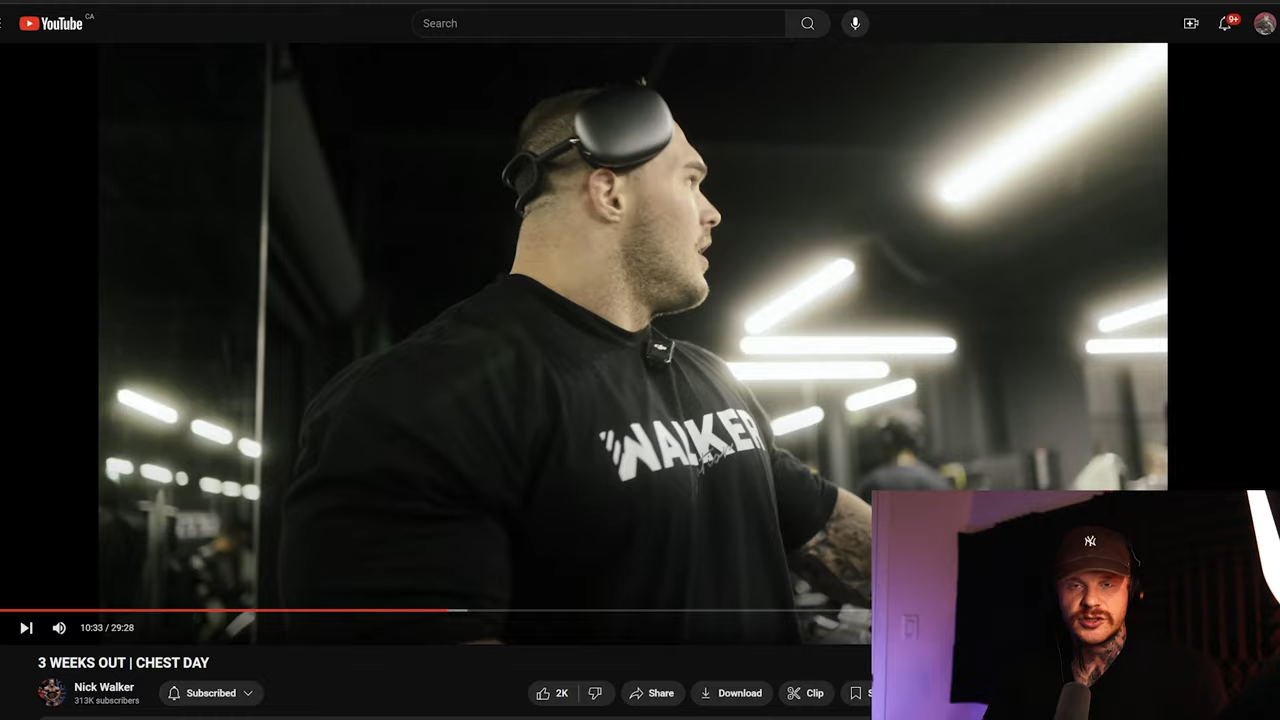 YouTube CA
Search
9+
WALKER
10:33 / 29:28
3 WEEKS OUT | CHEST DAY
Nick Walker
313K subscribers
Subscribed
2K
Share
Download
Clip
S
NY